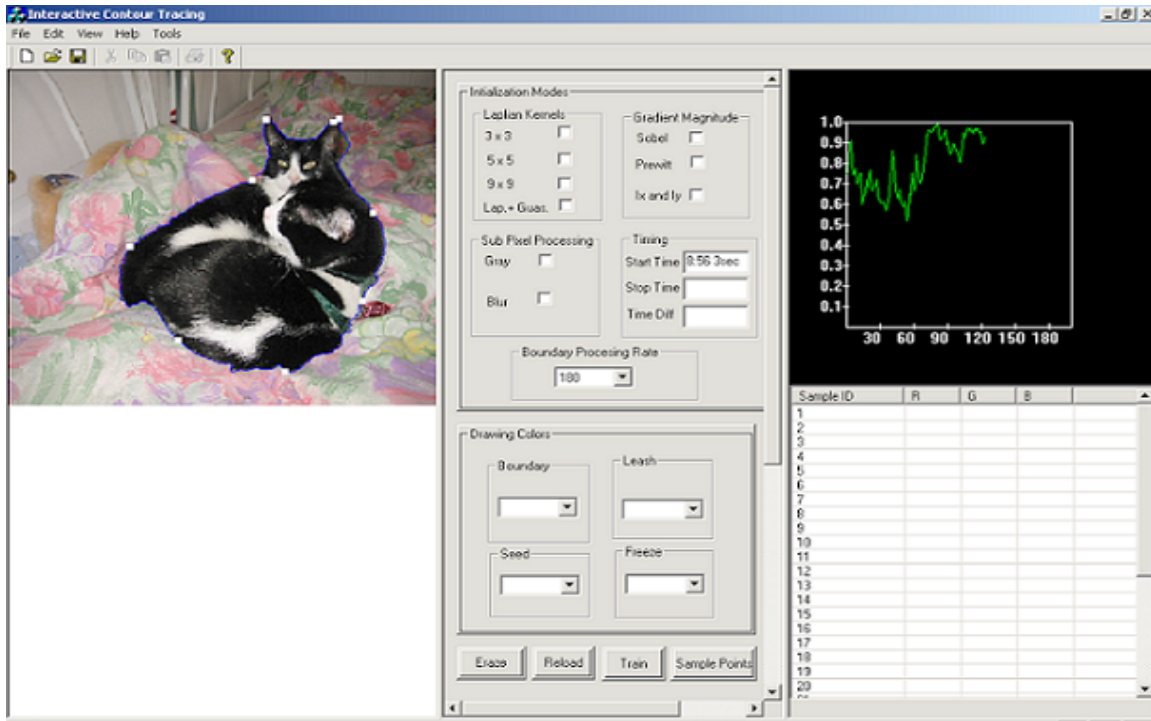 Interactive Contour Tracing
File Edit View Help Tools
Intialization Modes
Laplian Kernels
3 x 3
5 x 5
9 x 9
Lap.+ Guas.
Gradient Magnitude
Sobel
Prewitt
Ix and Iy
Sub Pixel Processing
Gray
Blur
Timing
Start Time 8:56 3sec
Stop Time
Time Diff
Boundary Procesing Rate
180
Drawing Colors
Boundary
Leash
Seed
Freeze
Erase Reload Train Sample Points
1.0
0.9
0.8
0.7
0.6
0.5
0.4
0.3
0.2
0.1
30 60 90 120 150 180
Sample ID R G B
1
2
3
4
5
6
7
8
9
10
11
12
13
14
15
16
17
18
19
20